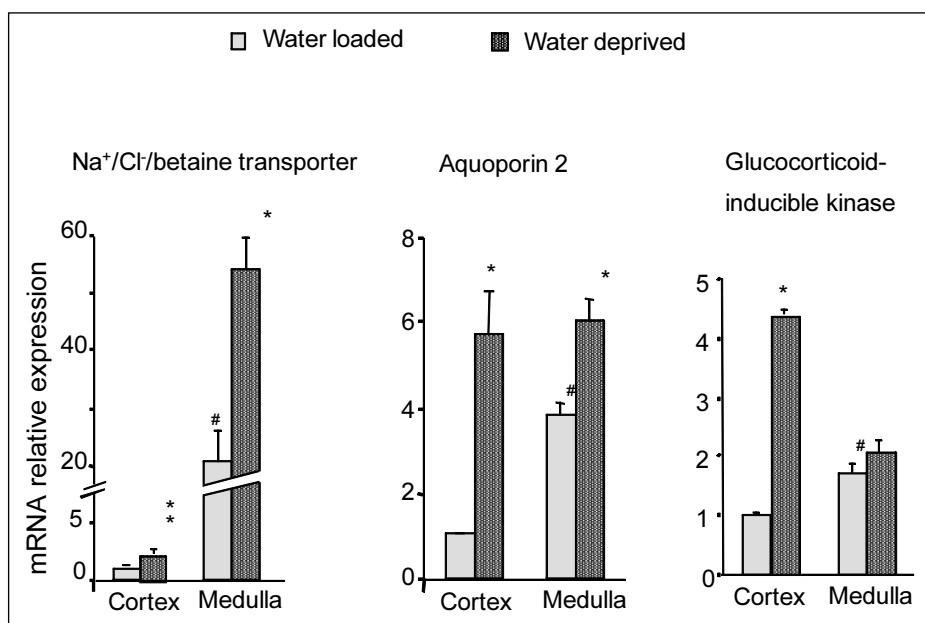 Water loaded
Water deprived
Na⁺/Cl⁻/betaine transporter
Aquoporin 2
Glucocorticoid-
inducible kinase
mRNA relative expression
60
40
20
5
0
*
*
#
*
Cortex Medulla
8
6
4
2
0
*
#
*
Cortex Medulla
5
4
3
2
1
0
*
#
Cortex Medulla